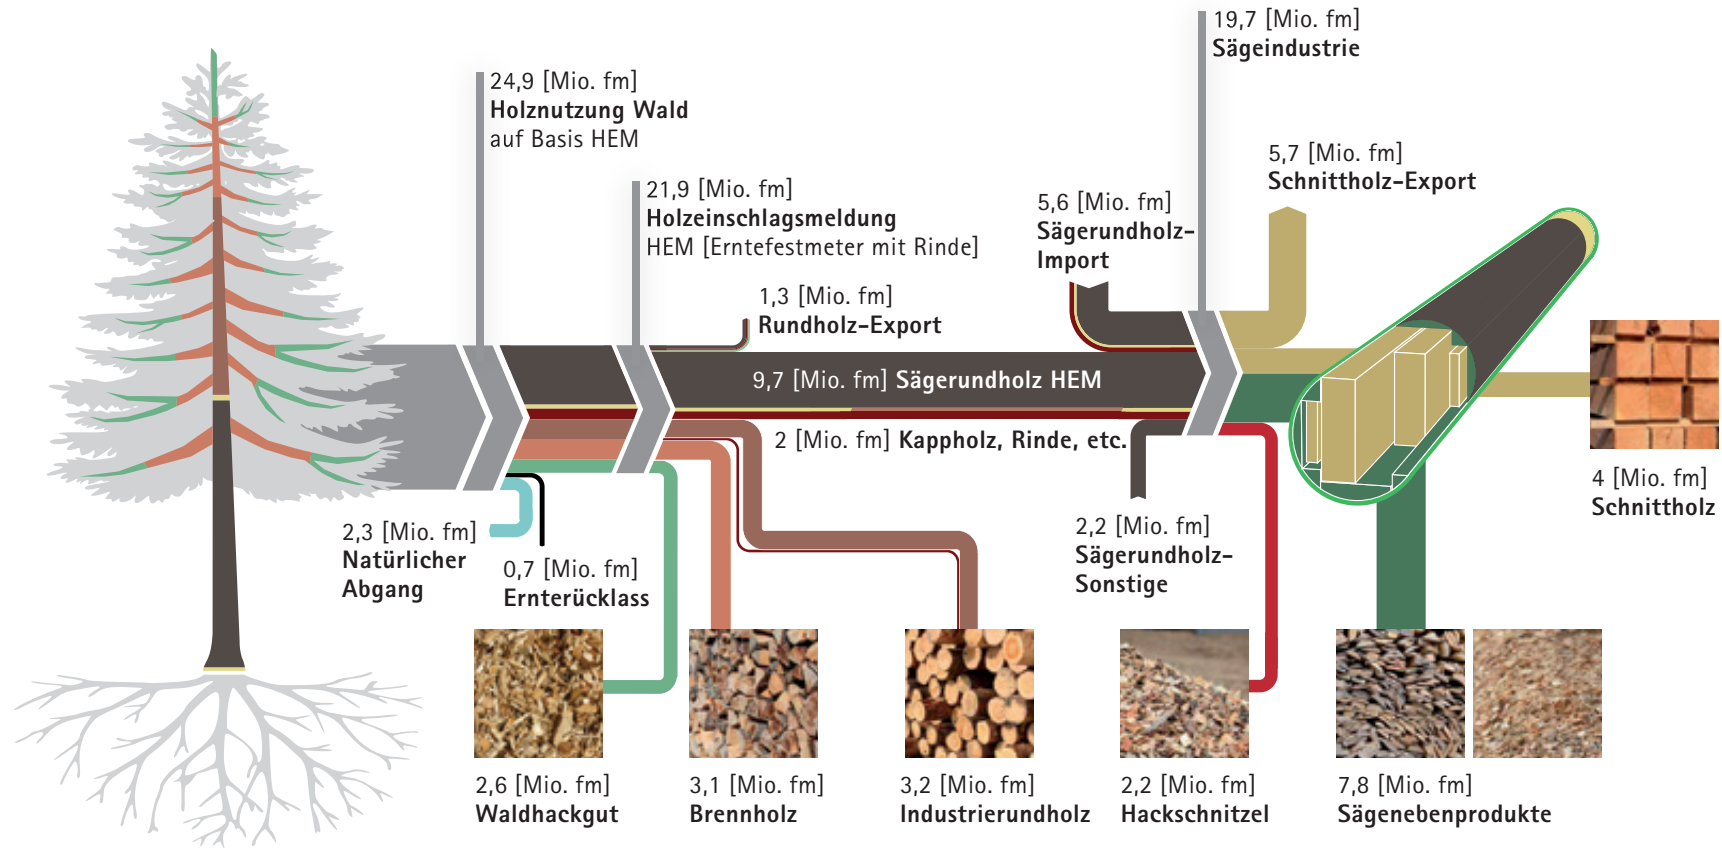 24,9 [Mio. fm]
Holznutzung Wald
auf Basis HEM
21,9 [Mio. fm]
Holzeinschlagsmeldung
HEM [Erntefestmeter mit Rinde]
1,3 [Mio. fm]
Rundholz-Export
5,6 [Mio. fm]
Sägerundholz-
Import
19,7 [Mio. fm]
Sägeindustrie
5,7 [Mio. fm]
Schnittholz-Export
9,7 [Mio. fm] Sägerundholz HEM
2 [Mio. fm] Kappholz, Rinde, etc.
4 [Mio. fm]
Schnittholz
2,3 [Mio. fm]
Natürlicher
Abgang
0,7 [Mio. fm]
Ernterücklass
2,2 [Mio. fm]
Sägerundholz-
Sonstige
2,6 [Mio. fm]
Waldhackgut
3,1 [Mio. fm]
Brennholz
3,2 [Mio. fm]
Industrierundholz
2,2 [Mio. fm]
Hackschnitzel
7,8 [Mio. fm]
Sägenebenprodukte